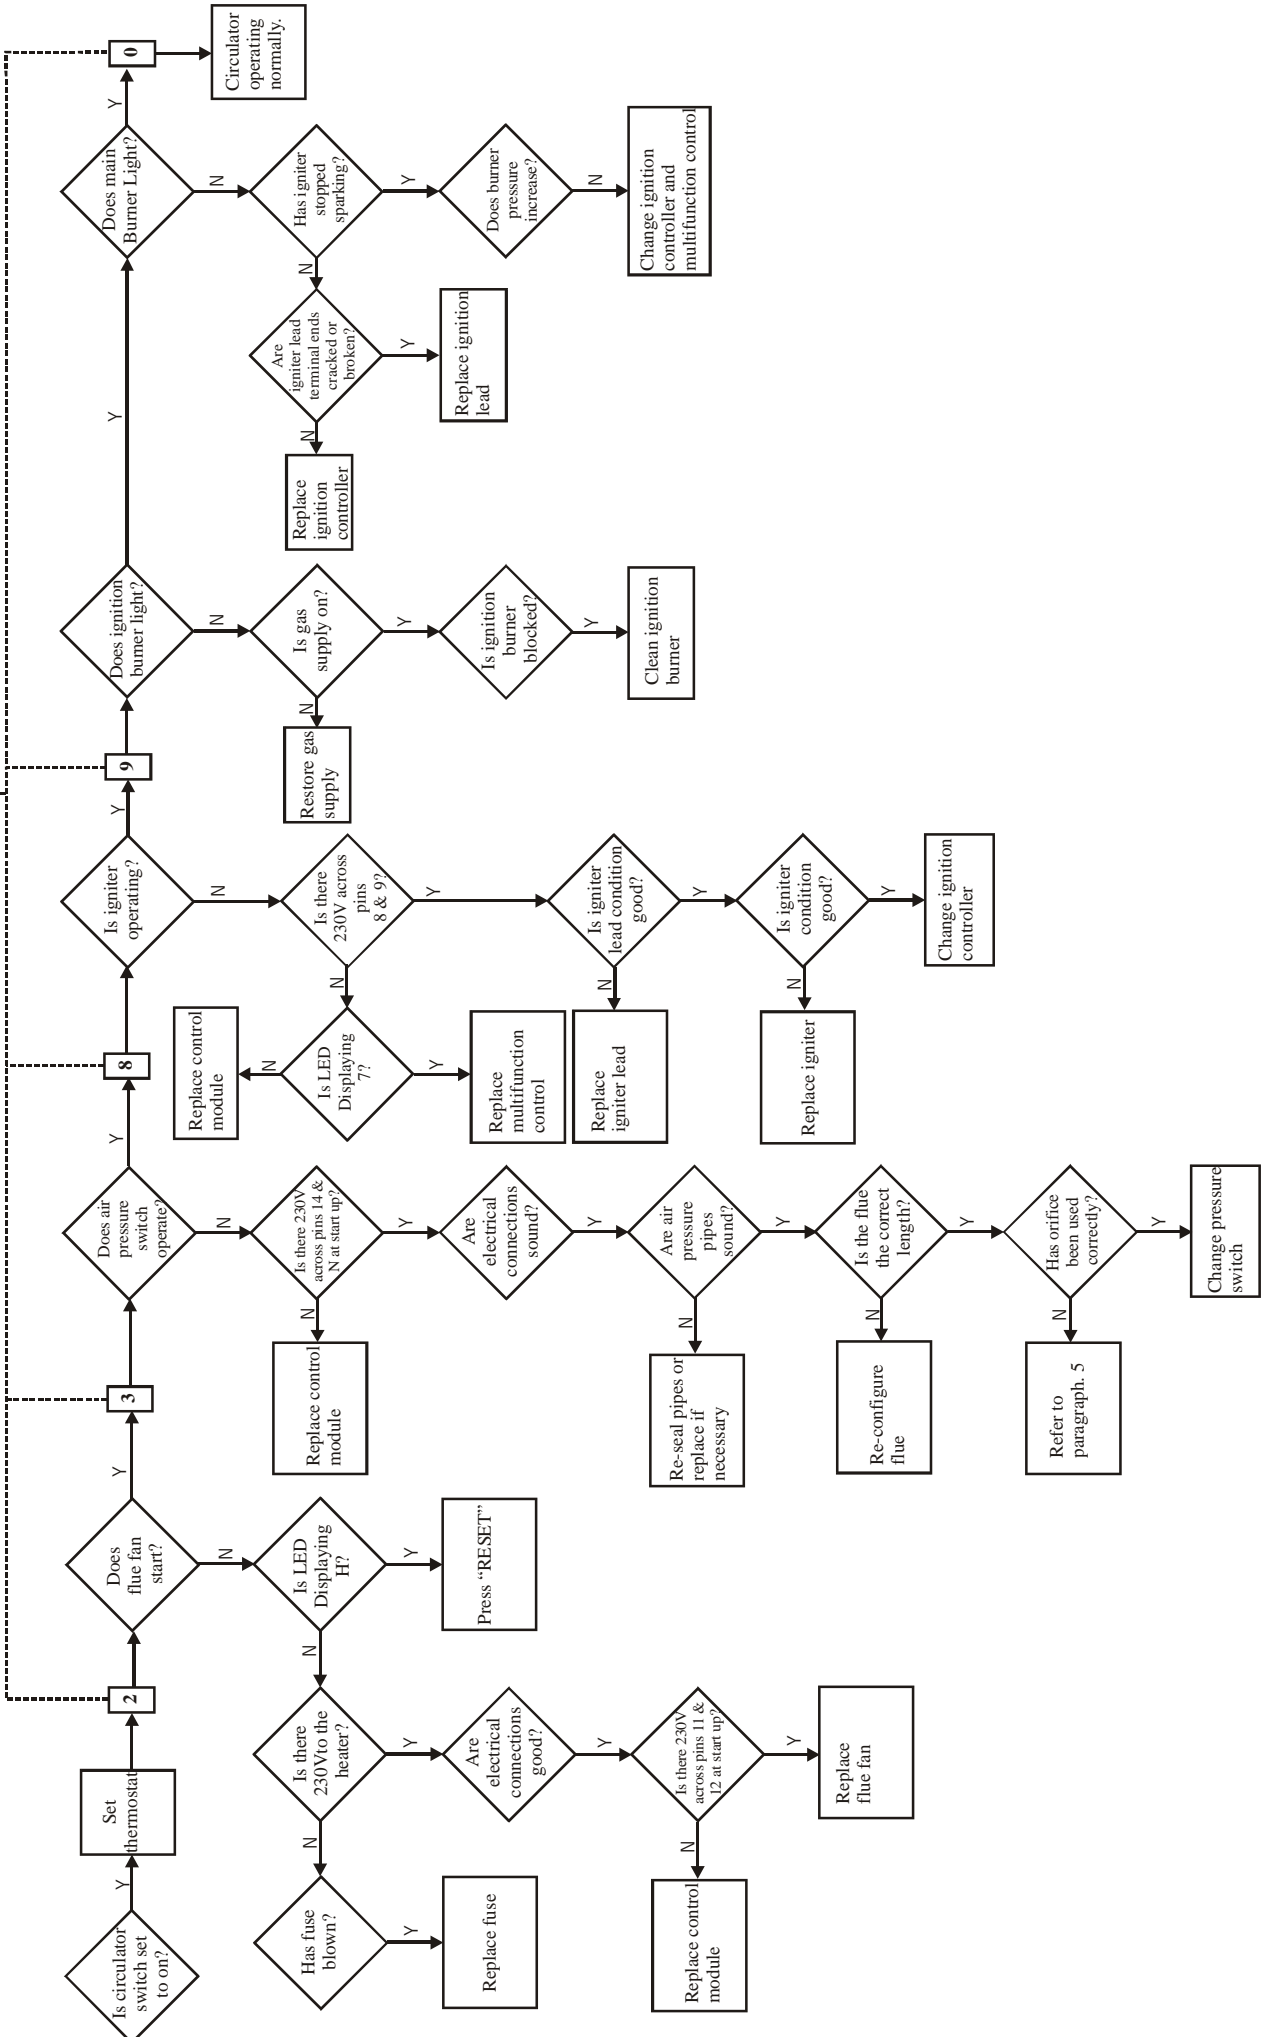 Is circulator
switch set
to on?
Y
Set
thermostat
2
Does
flue fan
start?
Y
3
Does air
pressure
switch
operate?
Y
8
Is igniter
operating?
Y
9
Does ignition
burner light?
Y
Does main
Burner Light?
Y
0
Circulator
operating
normally.
N
Is LED
Displaying
H?
Y
Press “RESET”
N
Is there
230Vto the
heater?
N
Has fuse
blown?
Y
Replace fuse
Y
Are
electrical
connections
good?
Y
Is there 230V
across pins 11 &
12 at start up?
N
Replace control
module
Y
Replace
flue fan
N
Is there 230V
across pins 14 &
N at start up?
N
Replace control
module
Y
Are
electrical
connections
sound?
Y
Are air
pressure
pipes
sound?
N
Re-seal pipes or
replace if
necessary
Y
Is the flue
the correct
length?
N
Re-configure
flue
Y
Has orifice
been used
correctly?
N
Refer to
paragraph. 5
Y
Change pressure
switch
N
Is there
230V across
pins
8 & 9?
N
Is LED
Displaying
7?
N
Replace control
module
Y
Replace
multifunction
control
Y
Is igniter
lead condition
good?
N
Replace
igniter lead
Y
Is igniter
condition
good?
N
Replace igniter
Y
Change ignition
controller
N
Is gas
supply on?
N
Restore gas
supply
Y
Is ignition
burner
blocked?
Y
Clean ignition
burner
N
Has igniter
stopped
sparking?
N
Are
igniter lead
terminal ends
cracked or
broken?
N
Replace
ignition
controller
Y
Replace ignition
lead
Y
Does burner
pressure
increase?
N
Change ignition
controller and
multifunction control